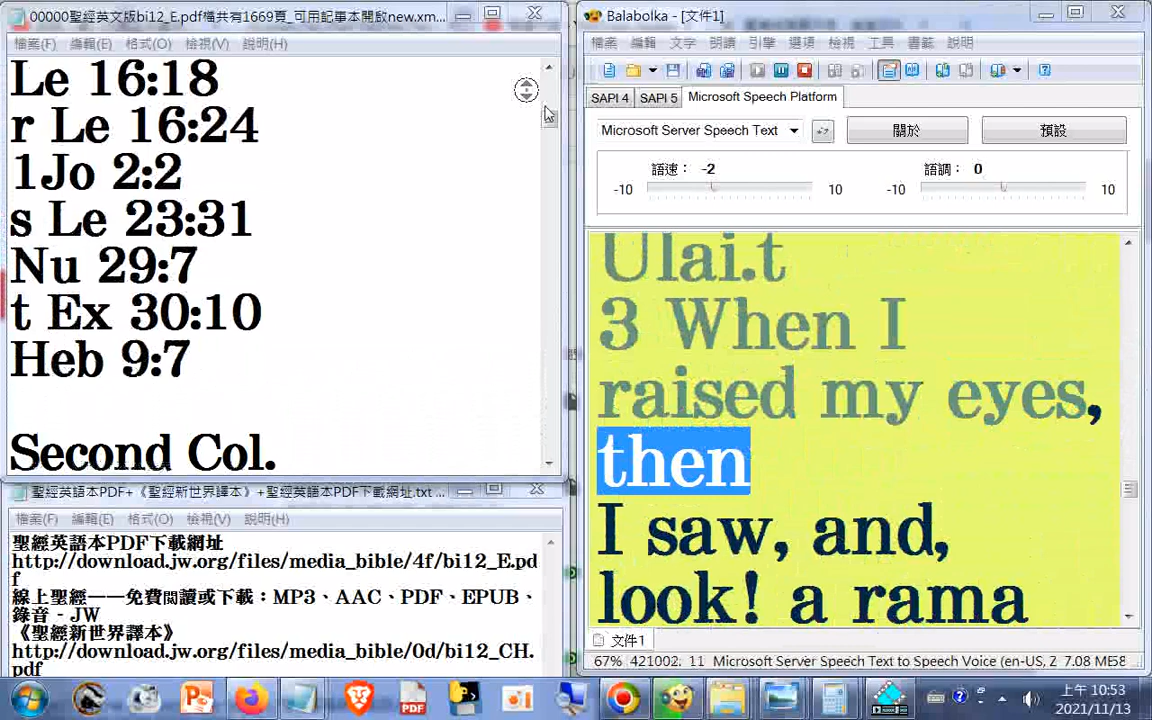 00000聖經英文版bi12_E.pdf檔共有1669頁_可用記事本開啟new.xm...
檔案(F) 編輯(E) 格式(O) 檢視(V) 說明(H)
Le 16:18
r Le 16:24
1Jo 2:2
s Le 23:31
Nu 29:7
t Ex 30:10
Heb 9:7
Second Col.
聖經英語本PDF+《聖經新世界譯本》+聖經英語本PDF下載網址.txt ...
檔案(F) 編輯(E) 格式(O) 檢視(V) 說明(H)
聖經英語本PDF下載網址
http://download.jw.org/files/media_bible/4f/bi12_E.pd
f
線上聖經──免費閱讀或下載：MP3、AAC、PDF、EPUB、
錄音 - JW
《聖經新世界譯本》
http://download.jw.org/files/media_bible/0d/bi12_CH.
pdf
Balabolka - [文件1]
檔案 編輯 文字 朗讀 引擎 選項 檢視 工具 書籤 說明
SAPI 4 SAPI 5 Microsoft Speech Platform
Microsoft Server Speech Text 關於 預設
語速： -2 語調： 0
-10 10 -10 10
Ulai.t
3 When I
raised my eyes,
then
I saw, and,
look! a rama
文件1
67% 421002. 11 Microsoft Server Speech Text to Speech Voice (en-US, Z 7.08 ME58
上午 10:53
2021/11/13